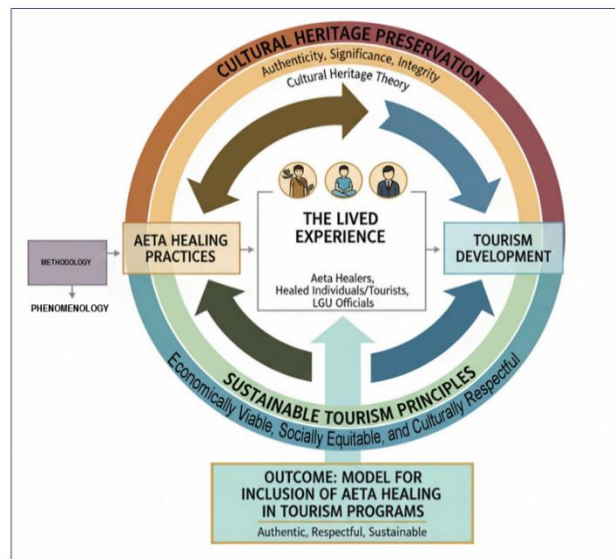 CULTURAL HERITAGE PRESERVATION
Authenticity, Significance, Integrity
Cultural Heritage Theory
METHODOLOGY
PHENOMENOLOGY
AETA HEALING
PRACTICES
THE LIVED
EXPERIENCE
Aeta Healers,
Healed Individuals/Tourists,
LGU Officials
TOURISM
DEVELOPMENT
SUSTAINABLE TOURISM PRINCIPLES
Economically Viable, Socially Equitable, and Culturally Respectful
OUTCOME: MODEL FOR
INCLUSION OF AETA HEALING
IN TOURISM PROGRAMS
Authentic, Respectful, Sustainable